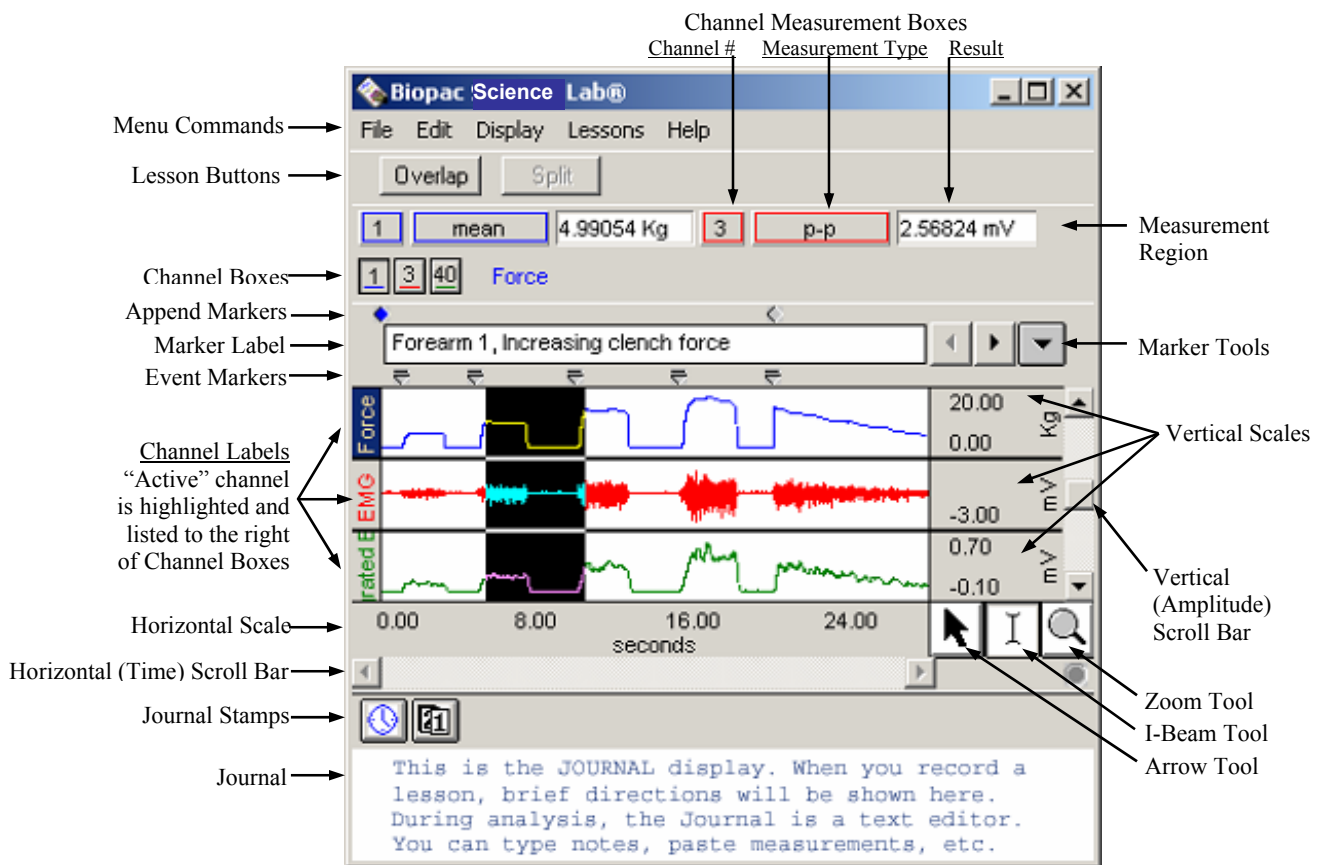 Channel Measurement Boxes
Channel # Measurement Type Result
Biopac Science Lab®
Menu Commands
File Edit Display Lessons Help
Lesson Buttons
Overlap Split
1 mean 4.99054 Kg 3 p-p 2.56824 mV
Measurement
Region
Channel Boxes
1 3 40 Force
Append Markers
Marker Label
Forearm 1, Increasing clench force
Marker Tools
Event Markers
Force
20.00
Kg
0.00
Vertical Scales
Channel Labels
“Active” channel
is highlighted and
listed to the right
of Channel Boxes
EMG
mV
-3.00
rated E
0.70
mV
-0.10
Vertical
(Amplitude)
Scroll Bar
Horizontal Scale
0.00 8.00 16.00 24.00
seconds
Horizontal (Time) Scroll Bar
Zoom Tool
I-Beam Tool
Arrow Tool
Journal Stamps
Journal
This is the JOURNAL display. When you record a
lesson, brief directions will be shown here.
During analysis, the Journal is a text editor.
You can type notes, paste measurements, etc.